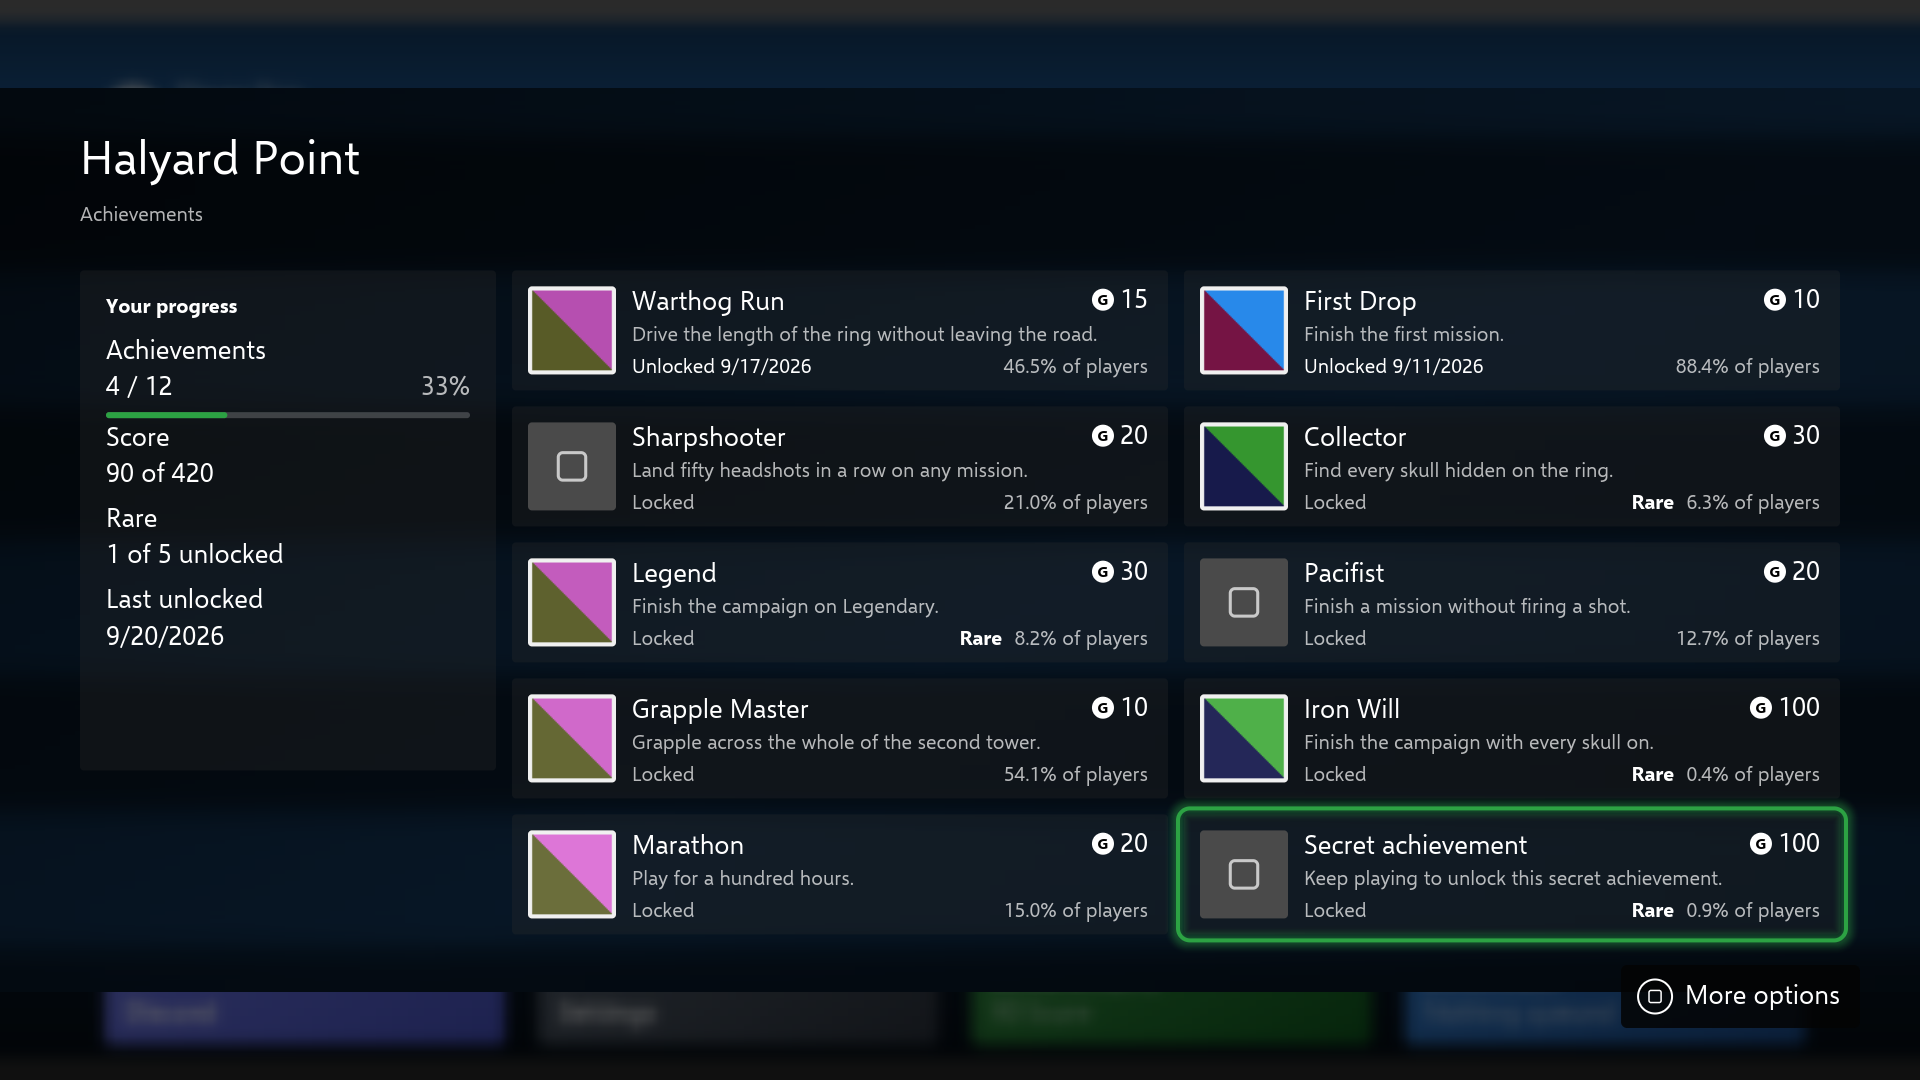 Halyard Point
Achievements
Your progress
Achievements
4 / 12 33%
Score
90 of 420
Rare
1 of 5 unlocked
Last unlocked
9/20/2026
Warthog Run G 15
Drive the length of the ring without leaving the road.
Unlocked 9/17/2026 46.5% of players
First Drop G 10
Finish the first mission.
Unlocked 9/11/2026 88.4% of players
Sharpshooter G 20
Land fifty headshots in a row on any mission.
Locked 21.0% of players
Collector G 30
Find every skull hidden on the ring.
Locked Rare 6.3% of players
Legend G 30
Finish the campaign on Legendary.
Locked Rare 8.2% of players
Pacifist G 20
Finish a mission without firing a shot.
Locked 12.7% of players
Grapple Master G 10
Grapple across the whole of the second tower.
Locked 54.1% of players
Iron Will G 100
Finish the campaign with every skull on.
Locked Rare 0.4% of players
Marathon G 20
Play for a hundred hours.
Locked 15.0% of players
Secret achievement G 100
Keep playing to unlock this secret achievement.
Locked Rare 0.9% of players
More options
Discord
Settings